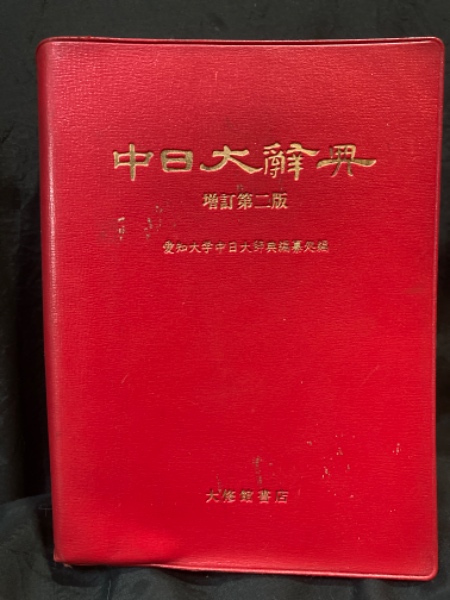 中日大辭典
増訂第二版
愛知大学中日大辞典編纂処編
大修館書店